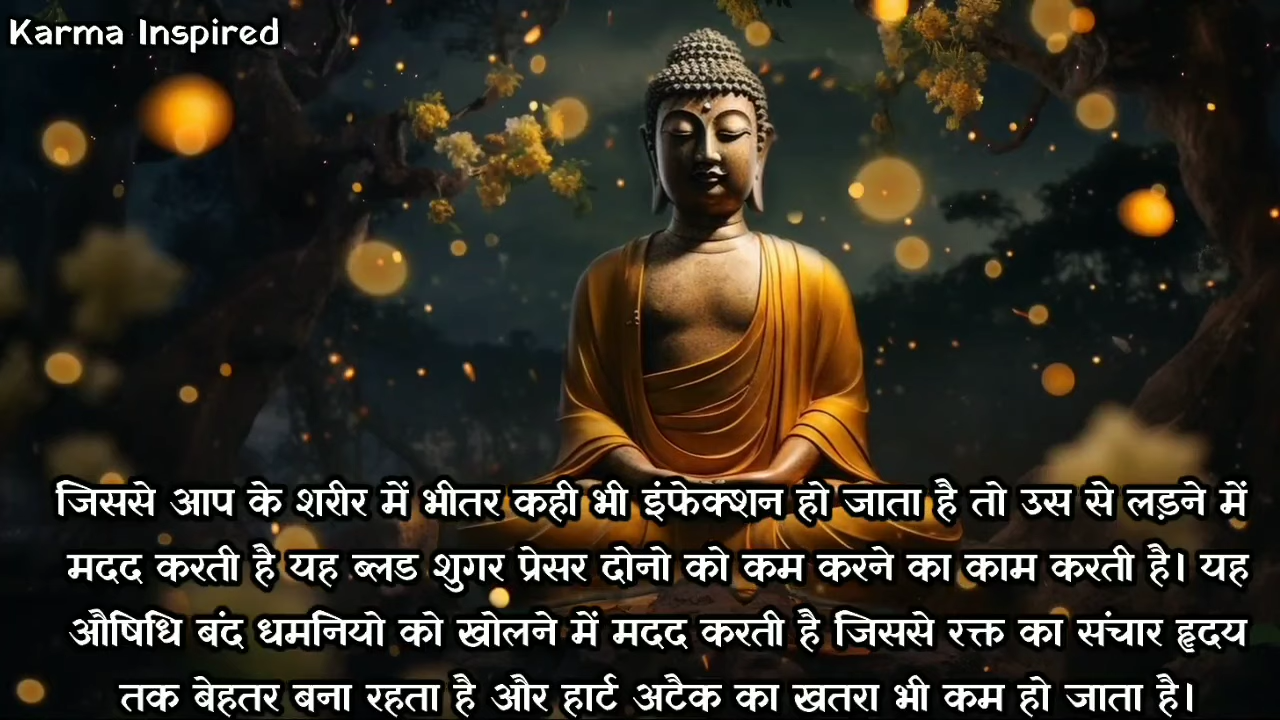 Karma Inspired
जिससे आप के शरीर में भीतर कही भी इंफेक्शन हो जाता है तो उस से लड़ने में
मदद करती है यह ब्लड शुगर प्रेसर दोनो को कम करने का काम करती है। यह
औषिधि बंद धमनियो को खोलने में मदद करती है जिससे रक्त का संचार हृदय
तक बेहतर बना रहता है और हार्ट अटैक का खतरा भी कम हो जाता है।